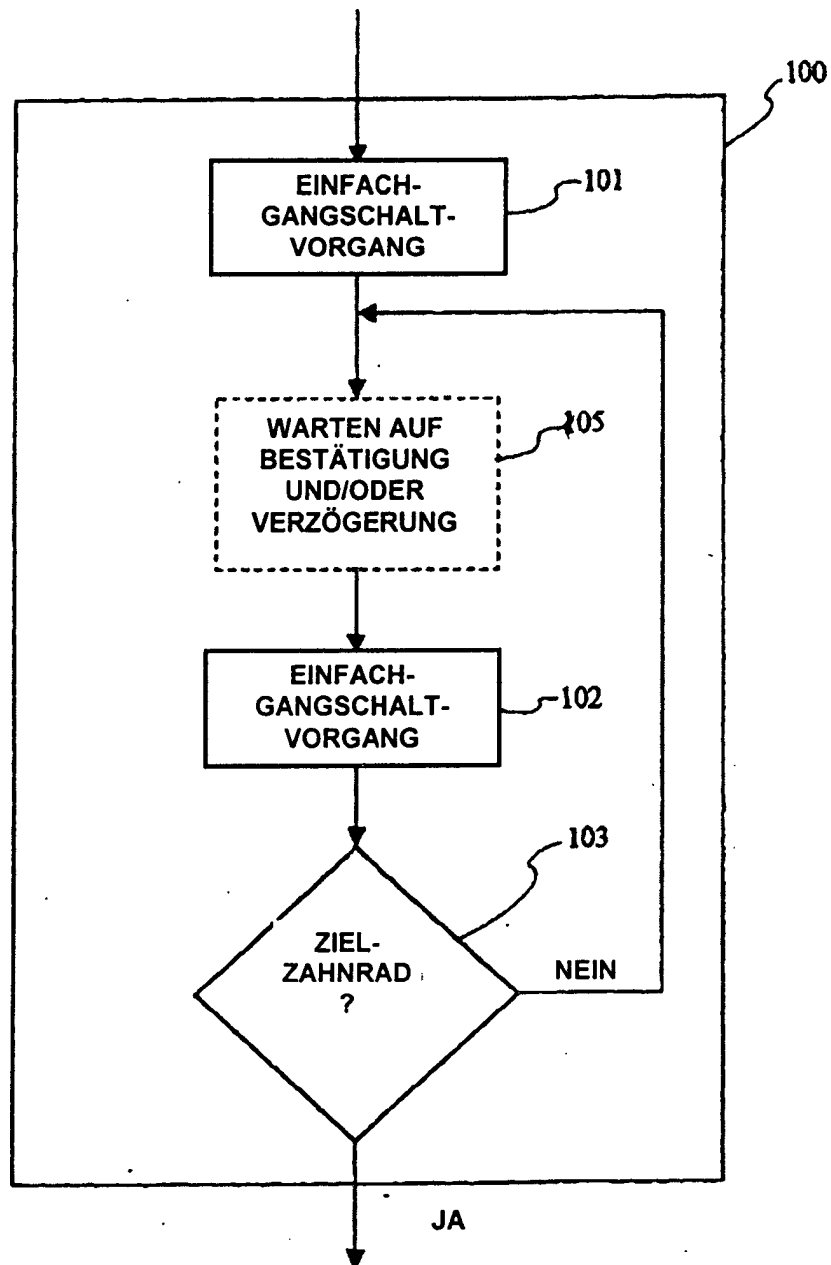 100
EINFACH-
GANGSCHALT-
VORGANG
101
WARTEN AUF
BESTÄTIGUNG
UND/ODER
VERZÖGERUNG
105
EINFACH-
GANGSCHALT-
VORGANG
102
103
ZIEL-
ZAHNRAD
?
NEIN
JA